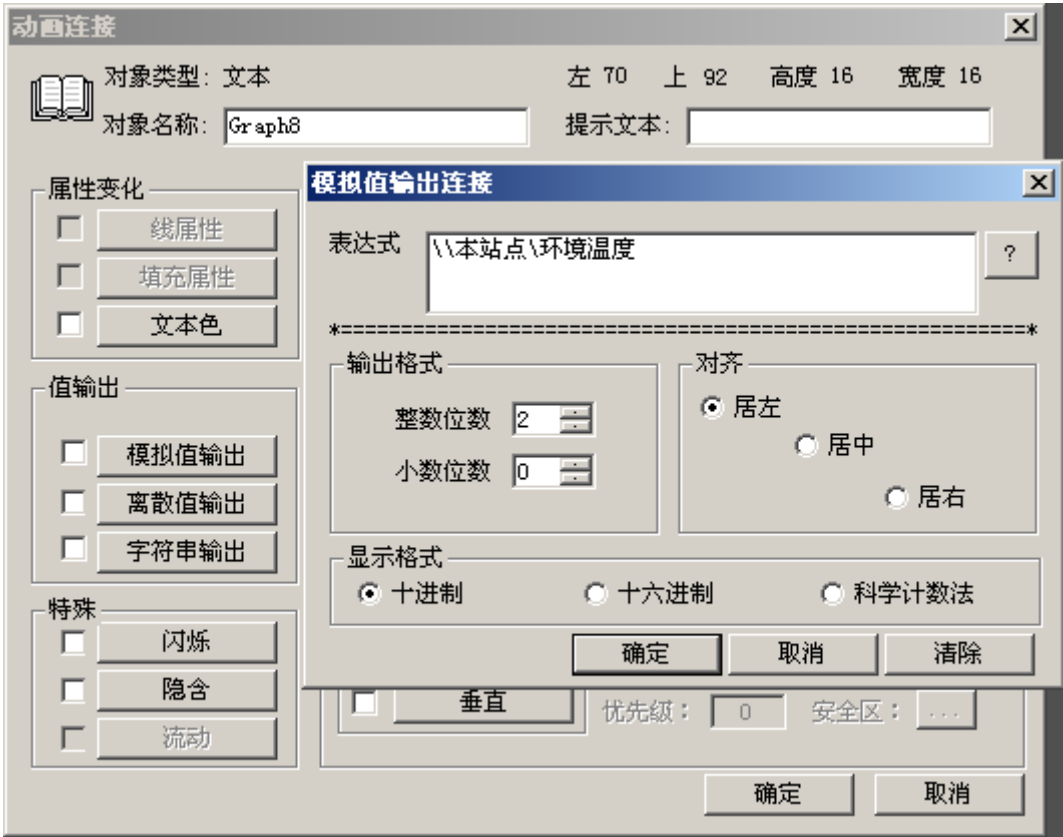 动画连接
对象类型: 文本 左 70 上 92 高度 16 宽度 16
对象名称: Graph8 提示文本:
模拟值输出连接
属性变化
线属性
填充属性
文本色
表达式 \\本站点\环境温度 ?
*==========================================================*
值输出
模拟值输出
离散值输出
字符串输出
输出格式
整数位数 2
小数位数 0
对齐
居左
居中
居右
显示格式
十进制 十六进制 科学计数法
确定 取消 清除
特殊
闪烁
隐含
流动
垂直 优先级: 0 安全区: ...
确定 取消